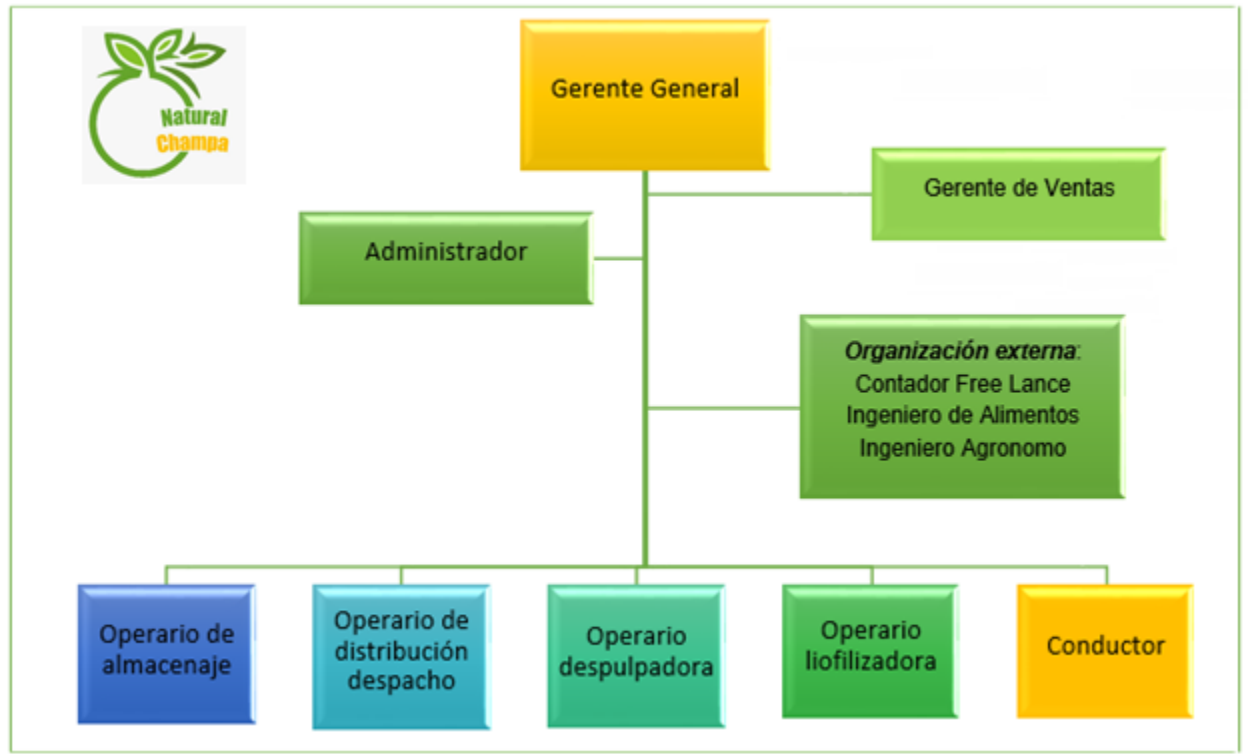 Natural
Champa
Gerente General
Gerente de Ventas
Administrador
Organización externa:
Contador Free Lance
Ingeniero de Alimentos
Ingeniero Agronomo
Operario de
almacenaje
Operario de
distribución
despacho
Operario
despulpadora
Operario
liofilizadora
Conductor